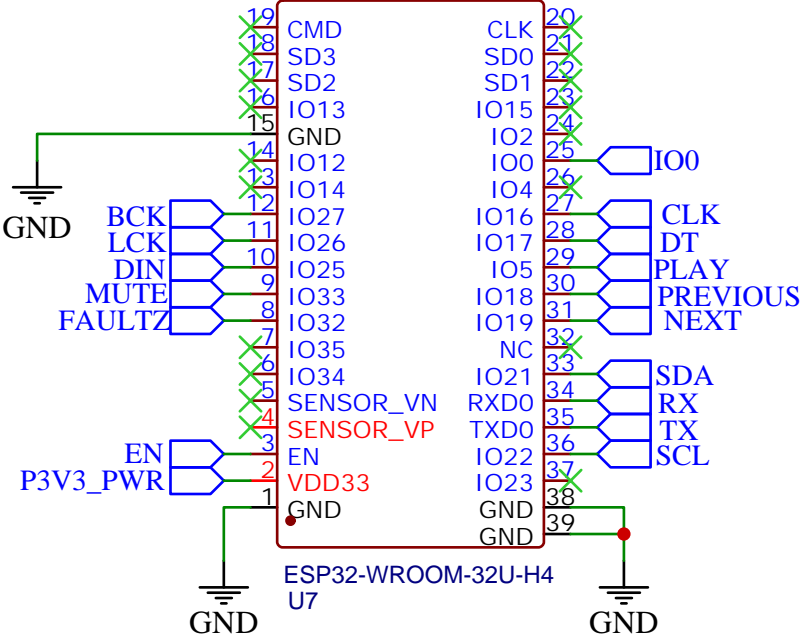 19 CMD CLK 20
18 SD3 SD0 21
17 SD2 SD1 22
16 IO13 IO15 23
15 GND IO2 24
14 IO12 IO0 25 IO0
13 IO14 IO4 26
GND
BCK 12 IO27 IO16 27 CLK
LCK 11 IO26 IO17 28 DT
DIN 10 IO25 IO5 29 PLAY
MUTE 9 IO33 IO18 30 PREVIOUS
FAULTZ 8 IO32 IO19 31 NEXT
7 IO35 NC 32
6 IO34 IO21 33 SDA
5 SENSOR_VN RXD0 34 RX
4 SENSOR_VP TXD0 35 TX
EN 3 EN IO22 36 SCL
P3V3_PWR 2 VDD33 IO23 37
1 GND GND 38
GND 39
ESP32-WROOM-32U-H4
U7
GND GND